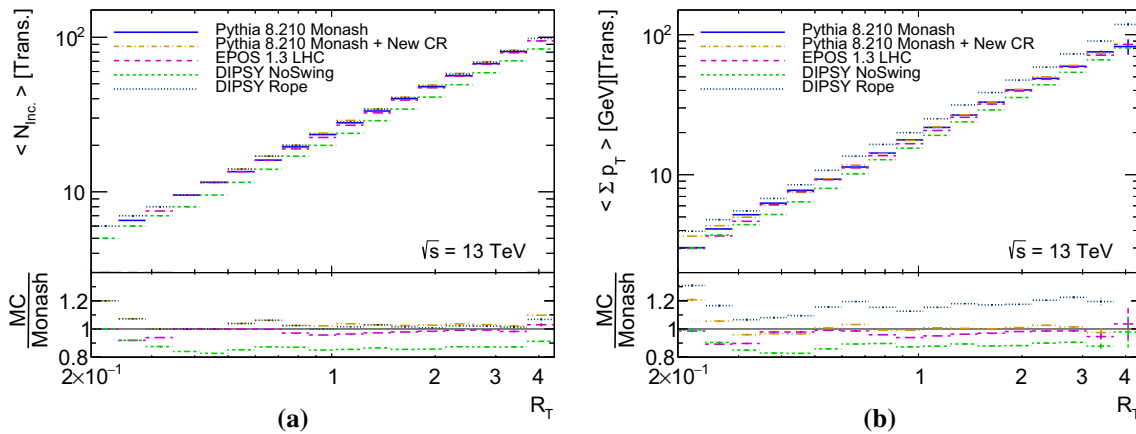 < N_Inc. > [Trans.]
10²
10
Pythia 8.210 Monash
Pythia 8.210 Monash + New CR
EPOS 1.3 LHC
DIPSY NoSwing
DIPSY Rope
√s = 13 TeV
MC
Monash
1.2
1
0.8
2×10⁻¹
1
2
3
4
R_T
(a)
< Σ p_T > [GeV][Trans.]
10²
10
Pythia 8.210 Monash
Pythia 8.210 Monash + New CR
EPOS 1.3 LHC
DIPSY NoSwing
DIPSY Rope
√s = 13 TeV
MC
Monash
1.2
1
0.8
2×10⁻¹
1
2
3
4
R_T
(b)